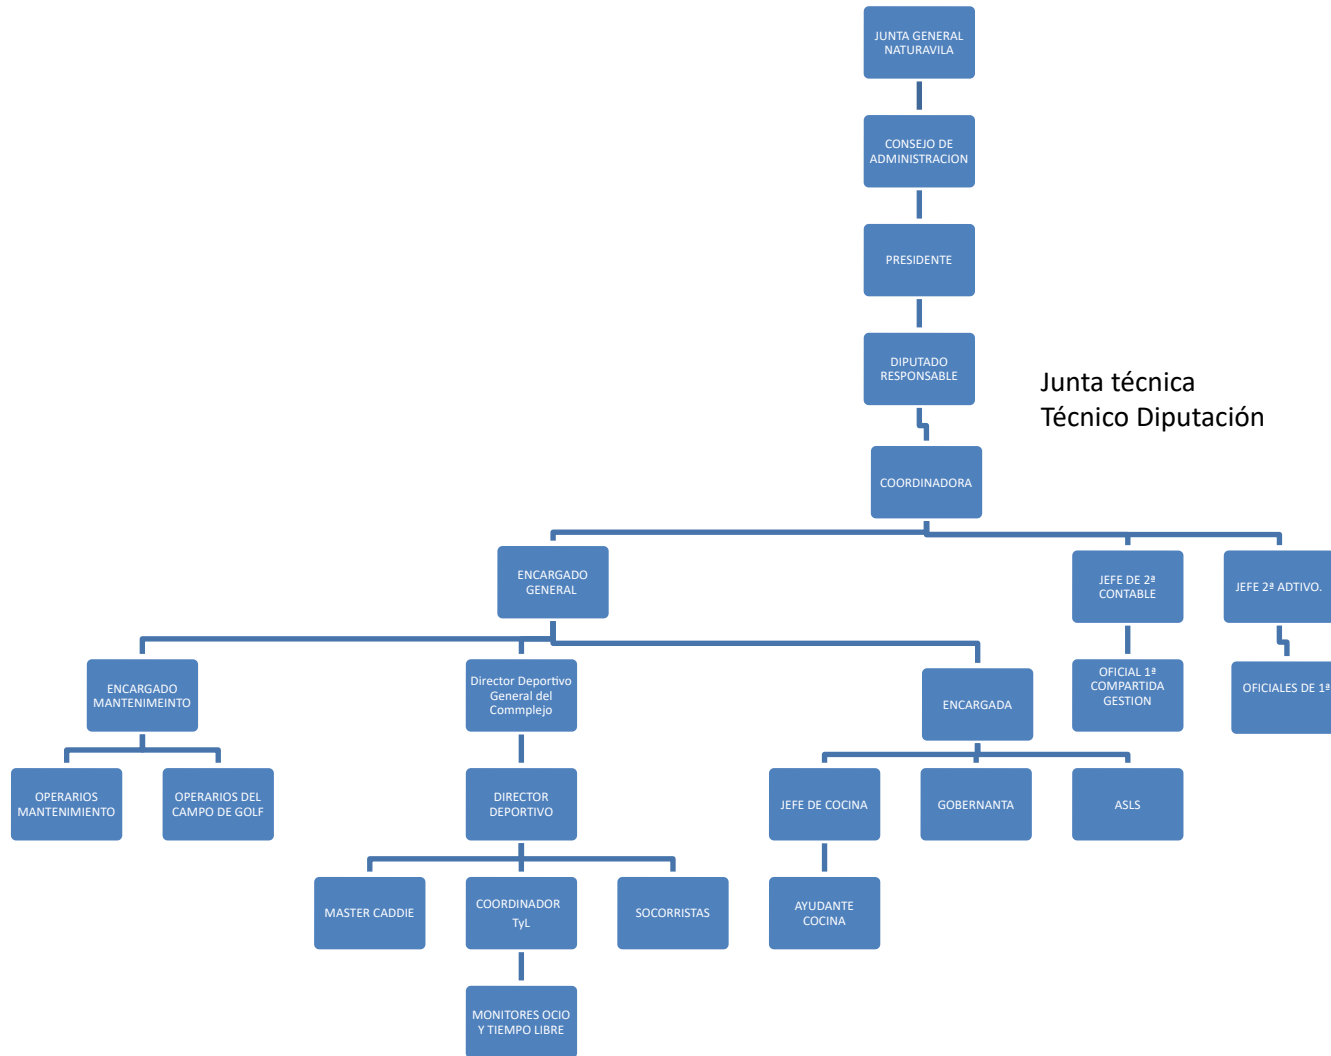 JUNTA GENERAL
NATURAVILA
CONSEJO DE
ADMINISTRACION
PRESIDENTE
DIPUTADO
RESPONSABLE
Junta técnica
Técnico Diputación
COORDINADORA
ENCARGADO
GENERAL
JEFE DE 2ª
CONTABLE
JEFE 2ª ADTIVO.
ENCARGADO
MANTENIMEINTO
Director Deportivo
General del
Commplejo
ENCARGADA
OFICIAL 1ª
COMPARTIDA
GESTION
OFICIALES DE 1ª
OPERARIOS
MANTENIMIENTO
OPERARIOS DEL
CAMPO DE GOLF
DIRECTOR
DEPORTIVO
JEFE DE COCINA
GOBERNANTA
ASLS
MASTER CADDIE
COORDINADOR
TyL
SOCORRISTAS
AYUDANTE
COCINA
MONITORES OCIO
Y TIEMPO LIBRE